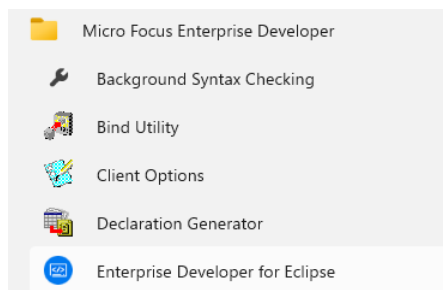 Micro Focus Enterprise Developer
Background Syntax Checking
Bind Utility
Client Options
Declaration Generator
Enterprise Developer for Eclipse